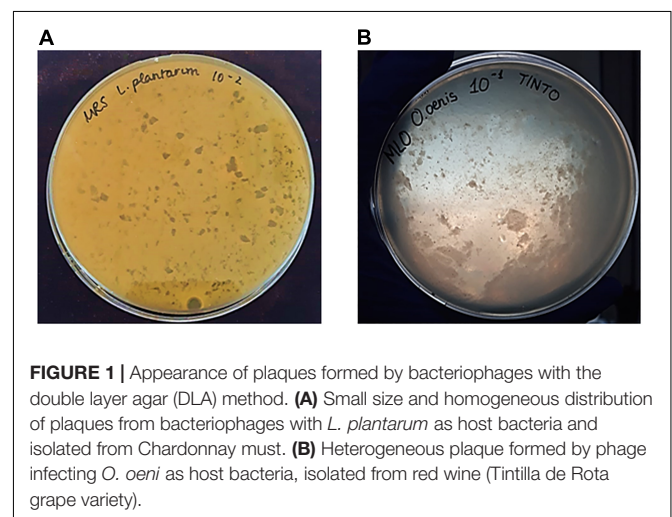 A
B
MRS L. plantarum 10-2
MLO O.oenis 10-1 TINTO
FIGURE 1 | Appearance of plaques formed by bacteriophages with the
double layer agar (DLA) method. (A) Small size and homogeneous distribution
of plaques from bacteriophages with L. plantarum as host bacteria and
isolated from Chardonnay must. (B) Heterogeneous plaque formed by phage
infecting O. oeni as host bacteria, isolated from red wine (Tintilla de Rota
grape variety).